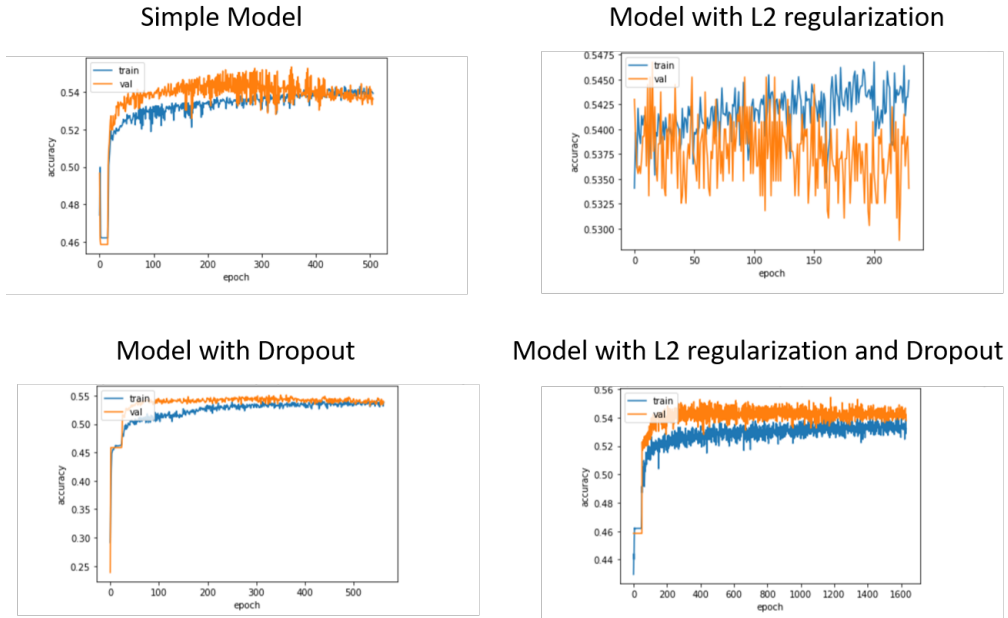 Simple Model
train
val
0.54
0.52
0.50
0.48
0.46
accuracy
0
100
200
300
400
500
epoch
Model with L2 regularization
train
val
0.5475
0.5450
0.5425
0.5400
0.5375
0.5350
0.5325
0.5300
accuracy
0
50
100
150
200
epoch
Model with Dropout
train
val
0.55
0.50
0.45
0.40
0.35
0.30
0.25
accuracy
0
100
200
300
400
500
epoch
Model with L2 regularization and Dropout
train
val
0.56
0.54
0.52
0.50
0.48
0.46
0.44
accuracy
0
200
400
600
800
1000
1200
1400
1600
epoch